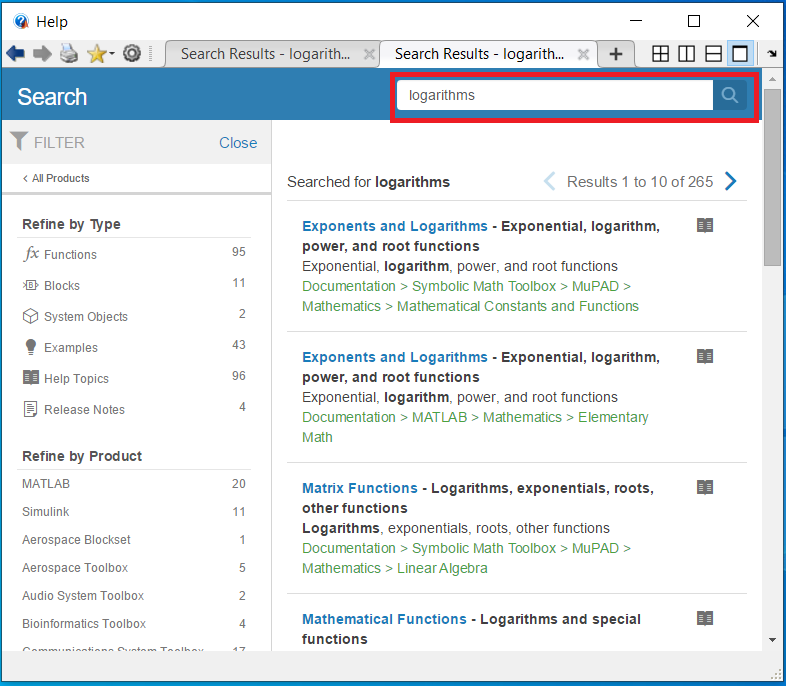 Help
Search Results - logarith...
Search Results - logarith...
Search
logarithms
FILTER
Close
< All Products
Refine by Type
fx Functions 95
Blocks 11
System Objects 2
Examples 43
Help Topics 96
Release Notes 4
Refine by Product
MATLAB 20
Simulink 11
Aerospace Blockset 1
Aerospace Toolbox 5
Audio System Toolbox 2
Bioinformatics Toolbox 4
Communications System Toolbox 17
Searched for logarithms
Results 1 to 10 of 265
Exponents and Logarithms - Exponential, logarithm,
power, and root functions
Exponential, logarithm, power, and root functions
Documentation > Symbolic Math Toolbox > MuPAD >
Mathematics > Mathematical Constants and Functions
Exponents and Logarithms - Exponential, logarithm,
power, and root functions
Exponential, logarithm, power, and root functions
Documentation > MATLAB > Mathematics > Elementary
Math
Matrix Functions - Logarithms, exponentials, roots,
other functions
Logarithms, exponentials, roots, other functions
Documentation > Symbolic Math Toolbox > MuPAD >
Mathematics > Linear Algebra
Mathematical Functions - Logarithms and special
functions